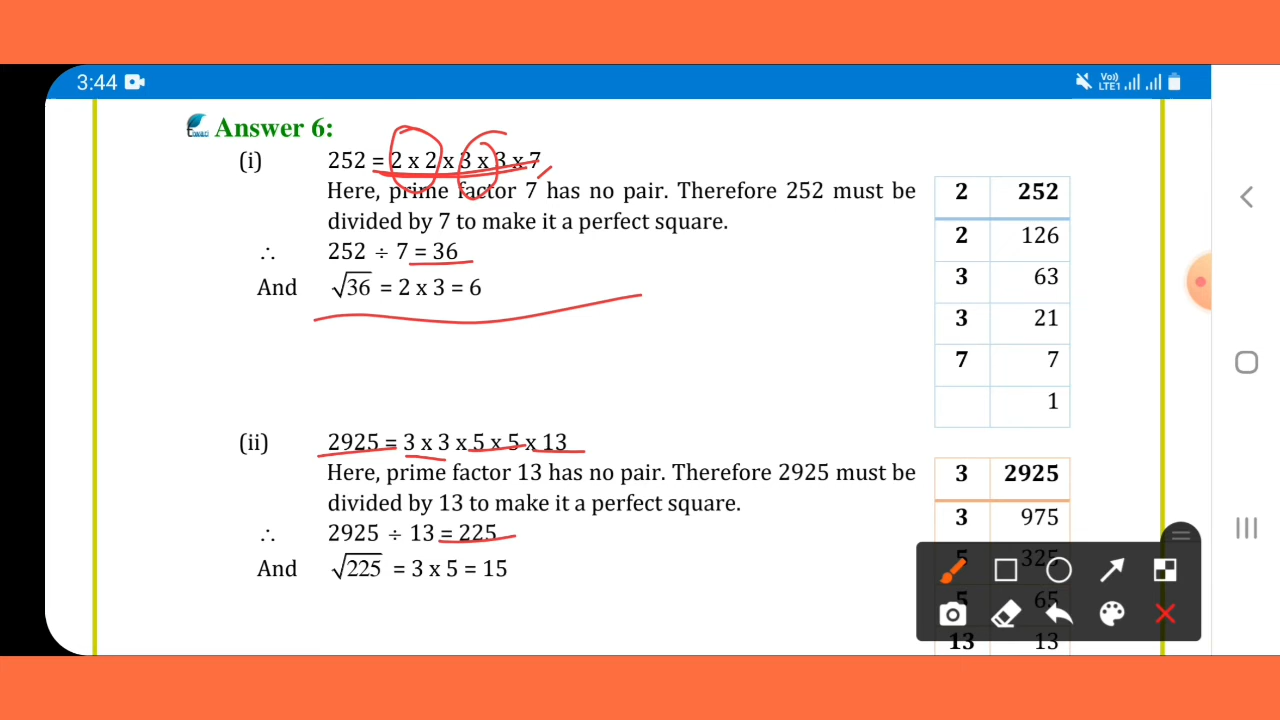 3:44
Vo)) LTE1
Answer 6:
(i) 252 = 2 x 2 x 3 x 3 x 7
Here, prime factor 7 has no pair. Therefore 252 must be
divided by 7 to make it a perfect square.
∴ 252 ÷ 7 = 36
And √36 = 2 x 3 = 6
2 252
2 126
3 63
3 21
7 7
1
(ii) 2925 = 3 x 3 x 5 x 5 x 13
Here, prime factor 13 has no pair. Therefore 2925 must be
divided by 13 to make it a perfect square.
∴ 2925 ÷ 13 = 225
And √225 = 3 x 5 = 15
3 2925
3 975
5 325
5 65
13 13